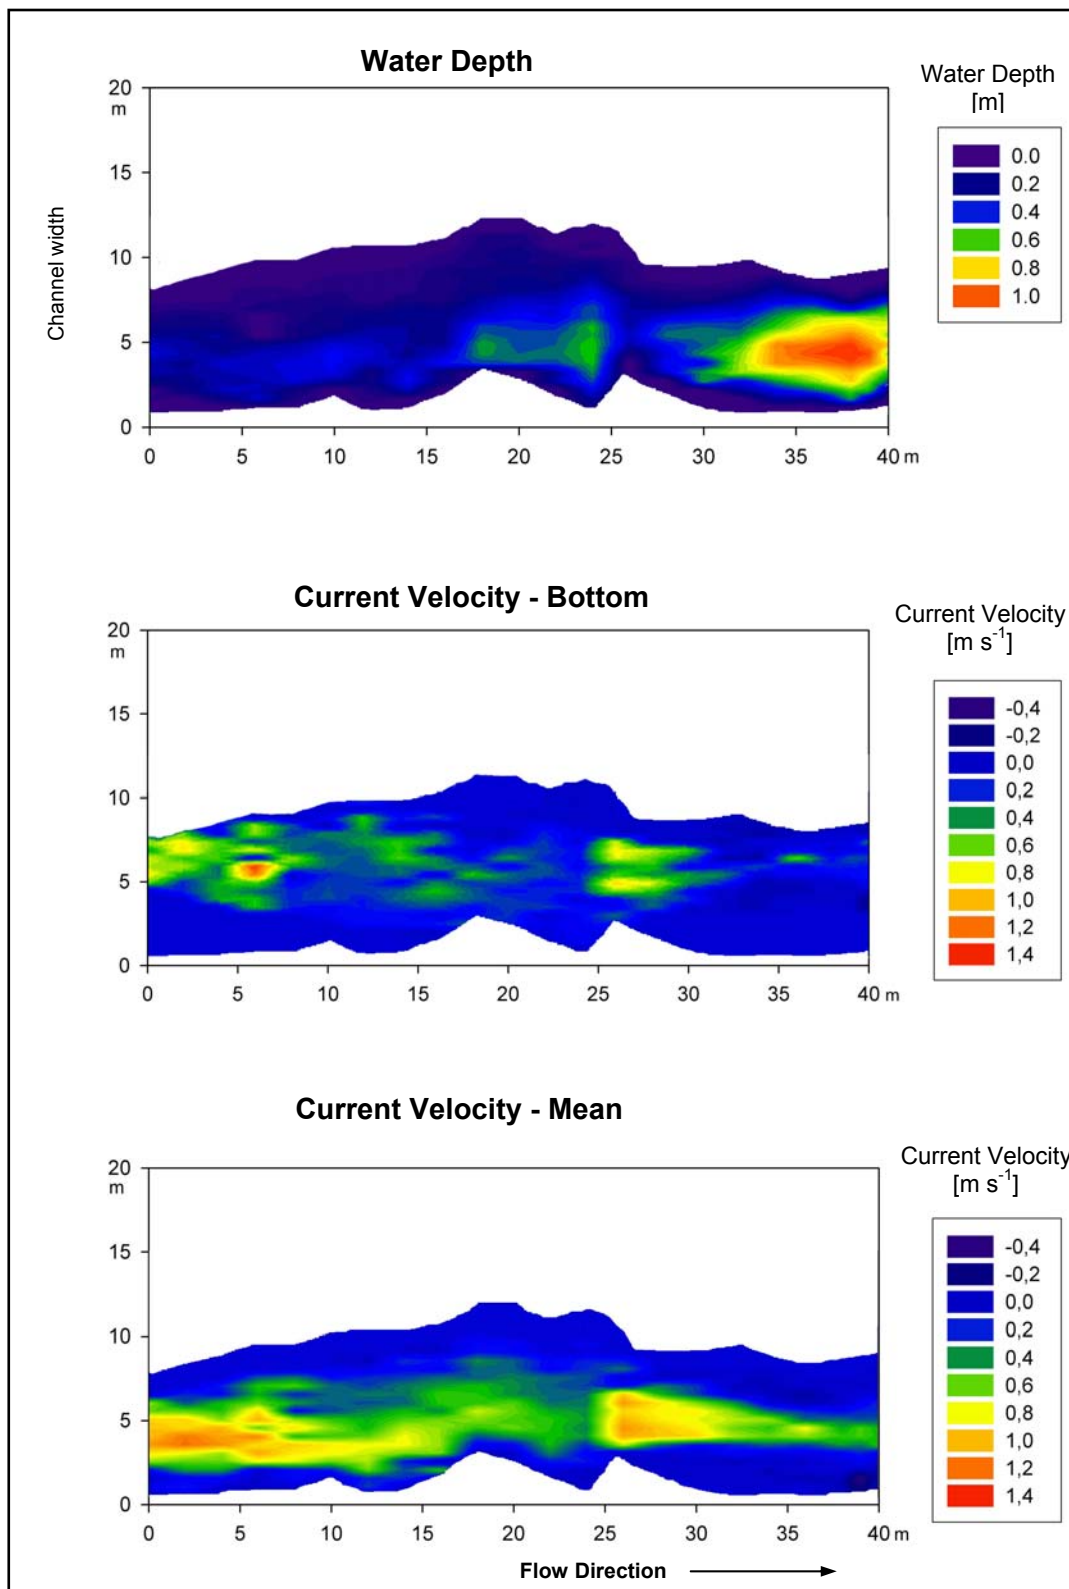 Water Depth
Water Depth
[m]
20
m
15
10
5
0
Channel width
0 5 10 15 20 25 30 35 40 m
0.0
0.2
0.4
0.6
0.8
1.0
Current Velocity - Bottom
Current Velocity
[m s-1]
20
m
15
10
5
0
0 5 10 15 20 25 30 35 40 m
-0,4
-0,2
0,0
0,2
0,4
0,6
0,8
1,0
1,2
1,4
Current Velocity - Mean
Current Velocity
[m s-1]
20
m
15
10
5
0
0 5 10 15 20 25 30 35 40 m
-0,4
-0,2
0,0
0,2
0,4
0,6
0,8
1,0
1,2
1,4
Flow Direction